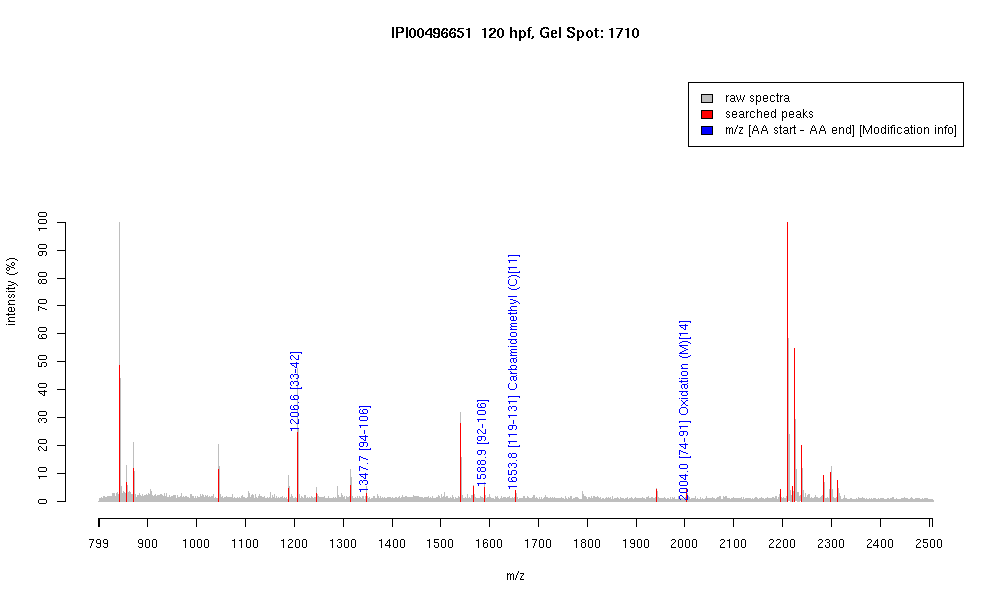 IPI00496651 120 hpf, Gel Spot: 1710
raw spectra
searched peaks
m/z [AA start - AA end] [Modification info]
intensity (%)
100
90
80
70
60
50
40
30
20
10
0
1206.6 [33-42]
1347.7 [94-106]
1588.9 [92-106]
1653.8 [119-131] Carbamidomethyl (C)[11]
2004.0 [74-91] Oxidation (M)[14]
799 900 1000 1100 1200 1300 1400 1500 1600 1700 1800 1900 2000 2100 2200 2300 2400 2500
m/z